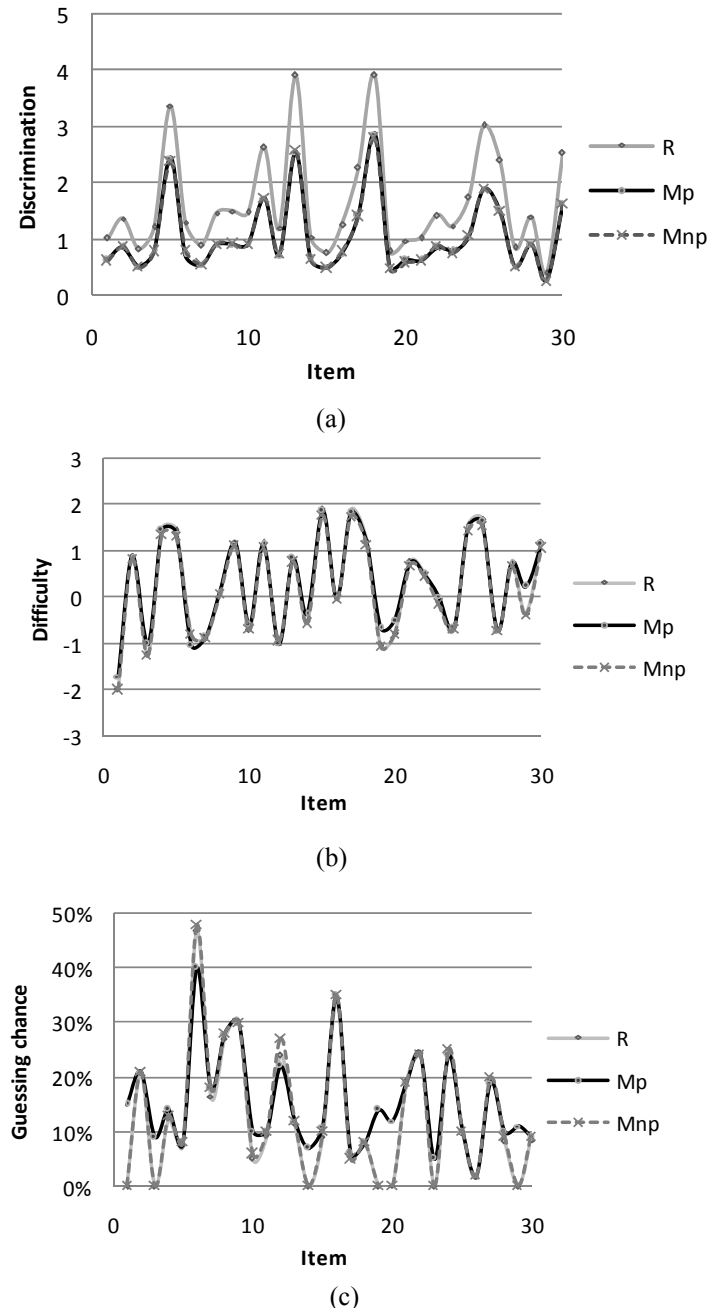 5
4
3
2
1
0
Discrimination
0 10 20 30
Item
R
Mp
Mnp
(a)
3
2
1
0
-1
-2
-3
Difficulty
0 10 20 30
Item
R
Mp
Mnp
(b)
50%
40%
30%
20%
10%
0%
Guessing chance
0 10 20 30
Item
R
Mp
Mnp
(c)